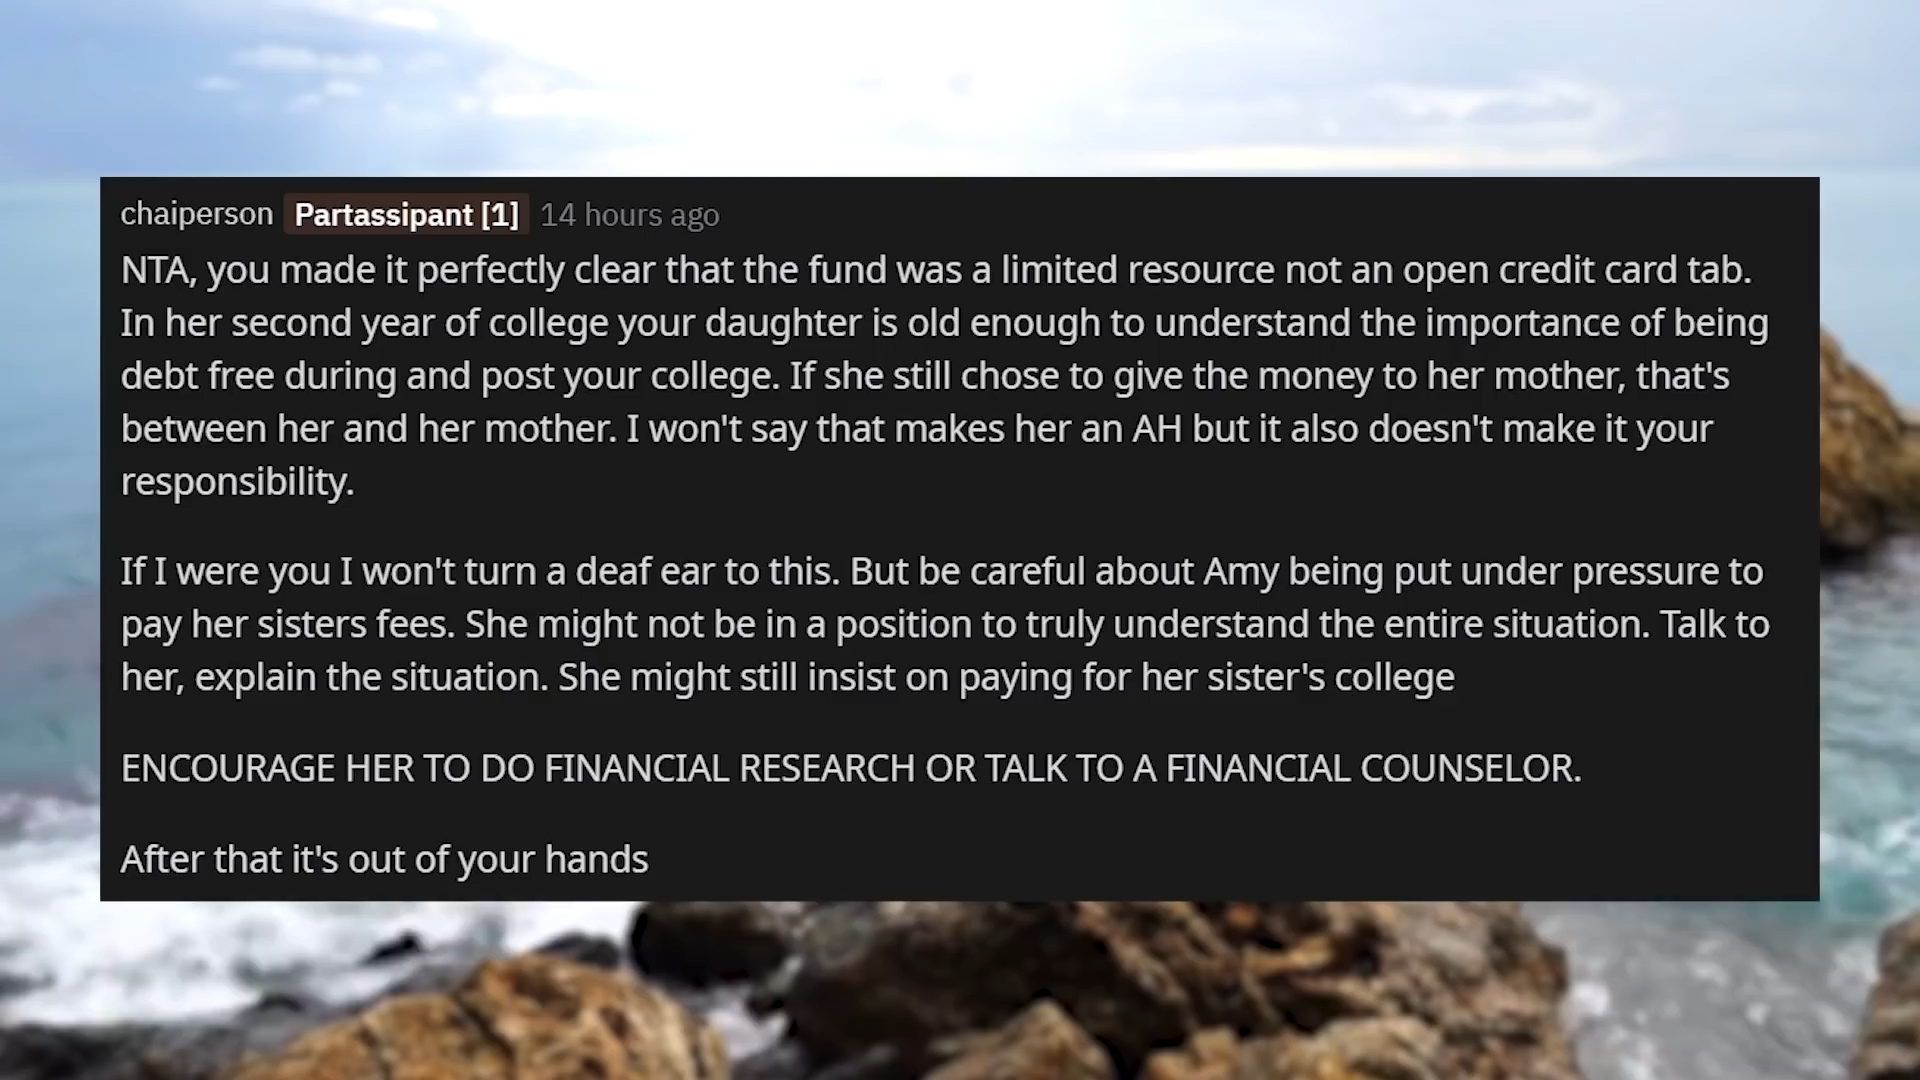 chaiperson Partassipant [1] 14 hours ago
NTA, you made it perfectly clear that the fund was a limited resource not an open credit card tab.
In her second year of college your daughter is old enough to understand the importance of being
debt free during and post your college. If she still chose to give the money to her mother, that's
between her and her mother. I won't say that makes her an AH but it also doesn't make it your
responsibility.
If I were you I won't turn a deaf ear to this. But be careful about Amy being put under pressure to
pay her sisters fees. She might not be in a position to truly understand the entire situation. Talk to
her, explain the situation. She might still insist on paying for her sister's college
ENCOURAGE HER TO DO FINANCIAL RESEARCH OR TALK TO A FINANCIAL COUNSELOR.
After that it's out of your hands